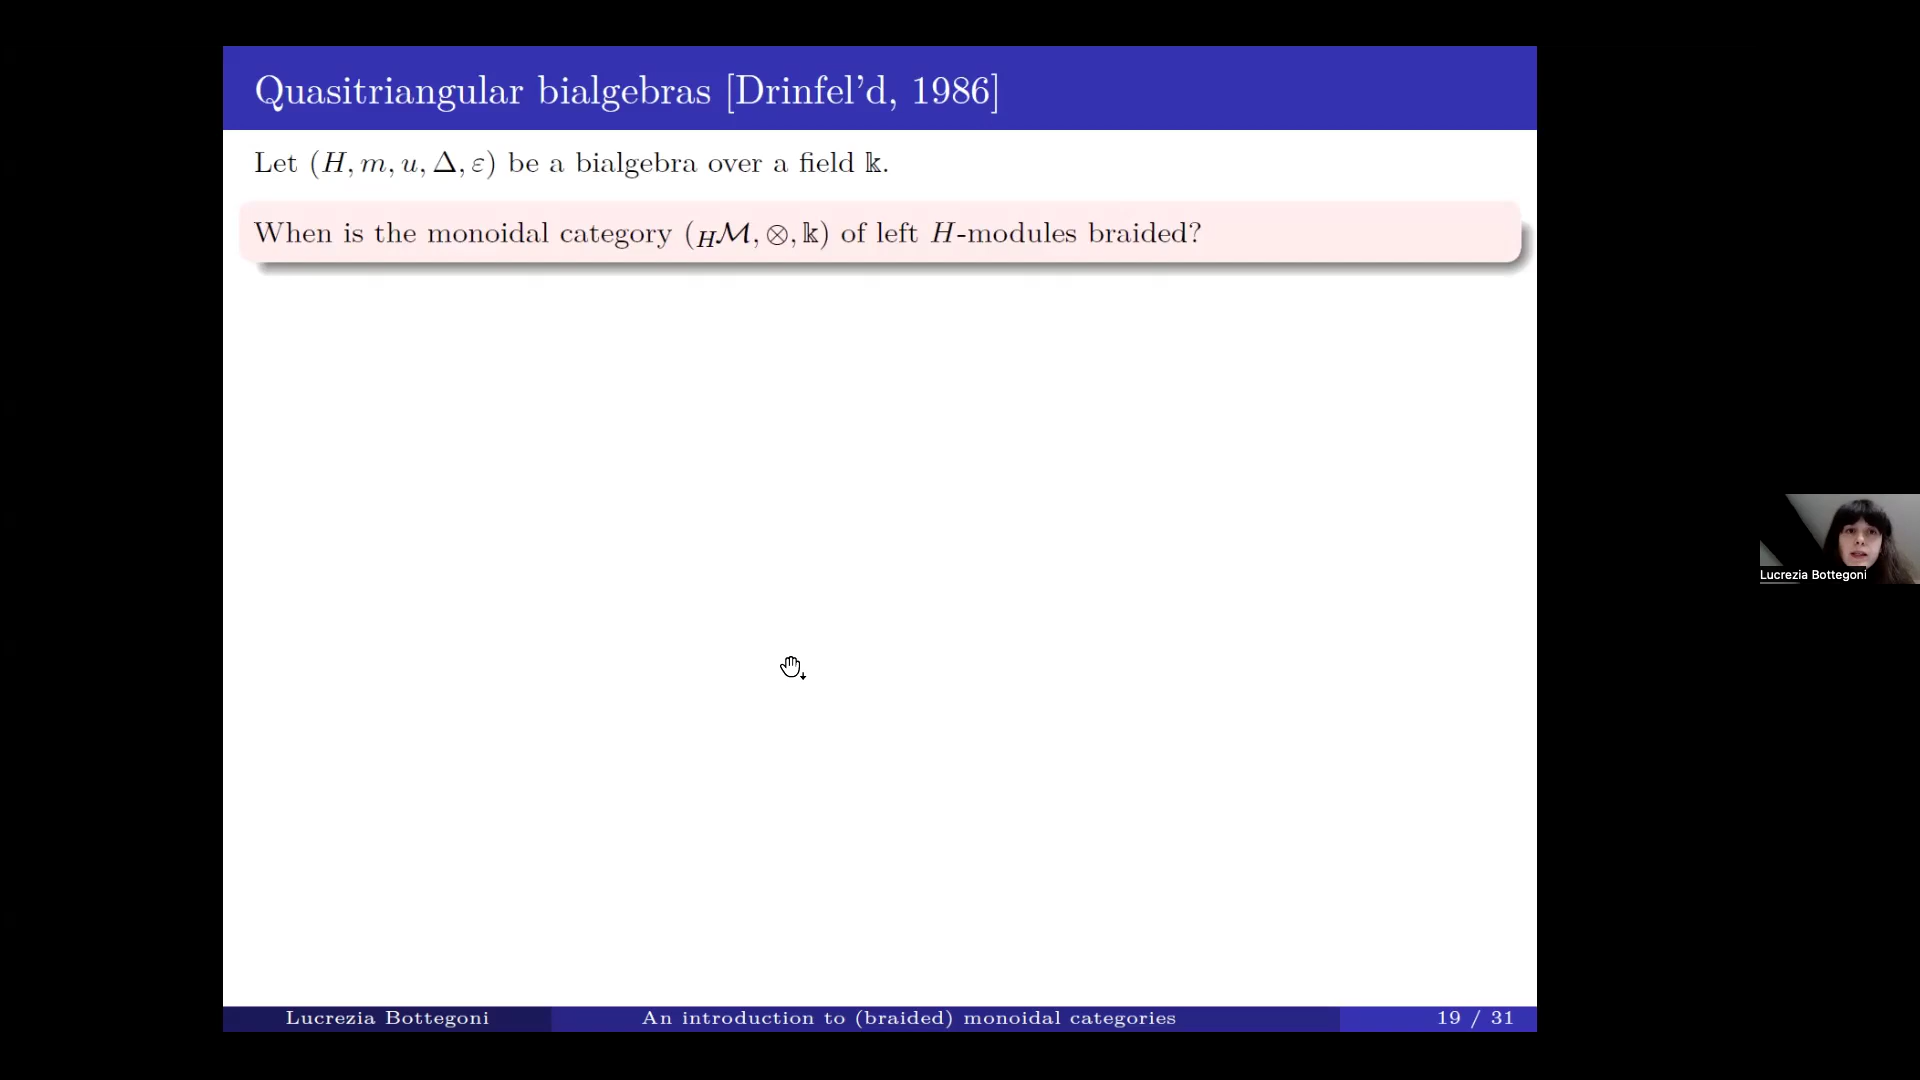 Quasitriangular bialgebras [Drinfel'd, 1986]
Let (H, m, u, Δ, ε) be a bialgebra over a field 𝕜.
When is the monoidal category (_Hℳ, ⊗, 𝕜) of left H-modules braided?
Lucrezia Bottegoni
Lucrezia Bottegoni An introduction to (braided) monoidal categories 19 / 31